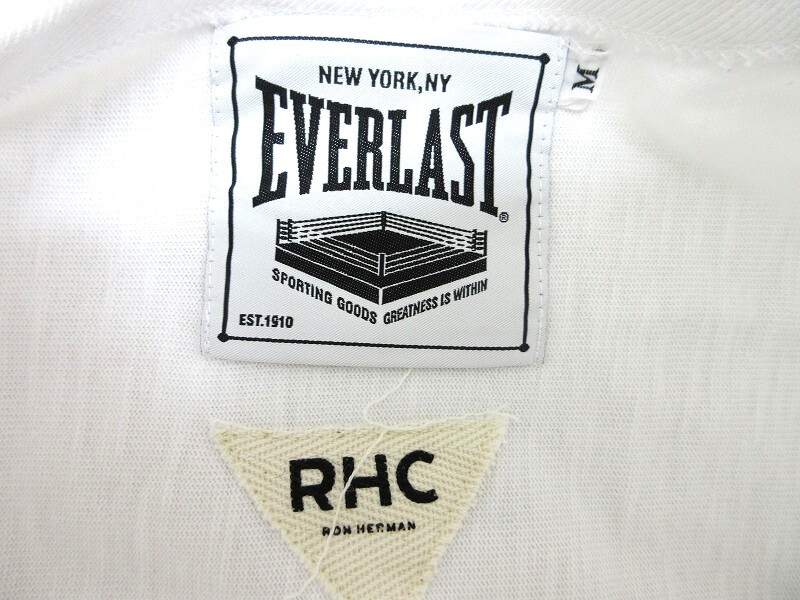 NEW YORK,NY
EVERLAST®
SPORTING GOODS GREATNESS IS WITHIN
EST.1910
M
RHC
RON HERMAN